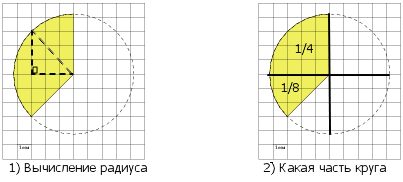 1/4
1/8
1см
1см
1) Вычисление радиуса
2) Какая часть круга